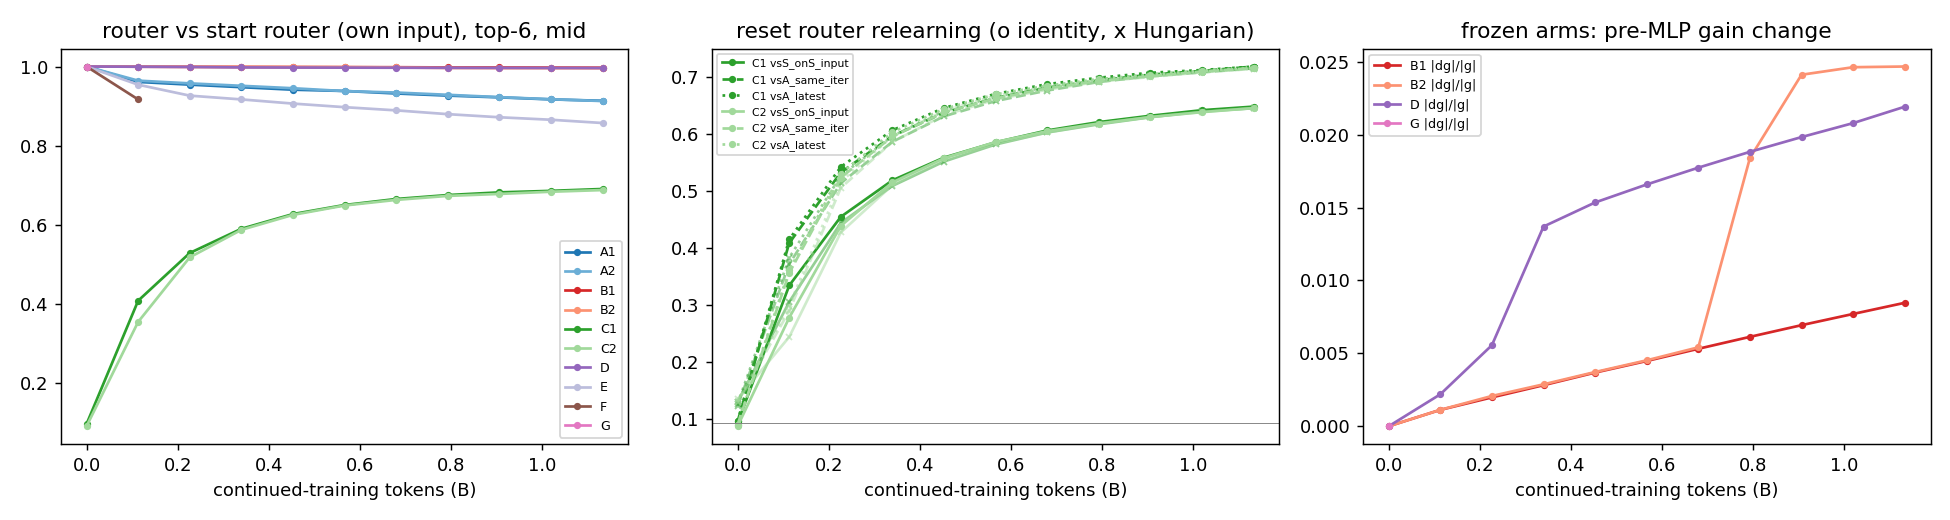 router vs start router (own input), top-6, mid
1.0
0.8
0.6
0.4
0.2
0.0 0.2 0.4 0.6 0.8 1.0
continued-training tokens (B)
A1
A2
B1
B2
C1
C2
D
E
F
G
reset router relearning (o identity, x Hungarian)
C1 vsS_onS_input
C1 vsA_same_iter
C1 vsA_latest
C2 vsS_onS_input
C2 vsA_same_iter
C2 vsA_latest
0.7
0.6
0.5
0.4
0.3
0.2
0.1
0.0 0.2 0.4 0.6 0.8 1.0
continued-training tokens (B)
frozen arms: pre-MLP gain change
B1 |dg|/|g|
B2 |dg|/|g|
D |dg|/|g|
G |dg|/|g|
0.025
0.020
0.015
0.010
0.005
0.000
0.0 0.2 0.4 0.6 0.8 1.0
continued-training tokens (B)